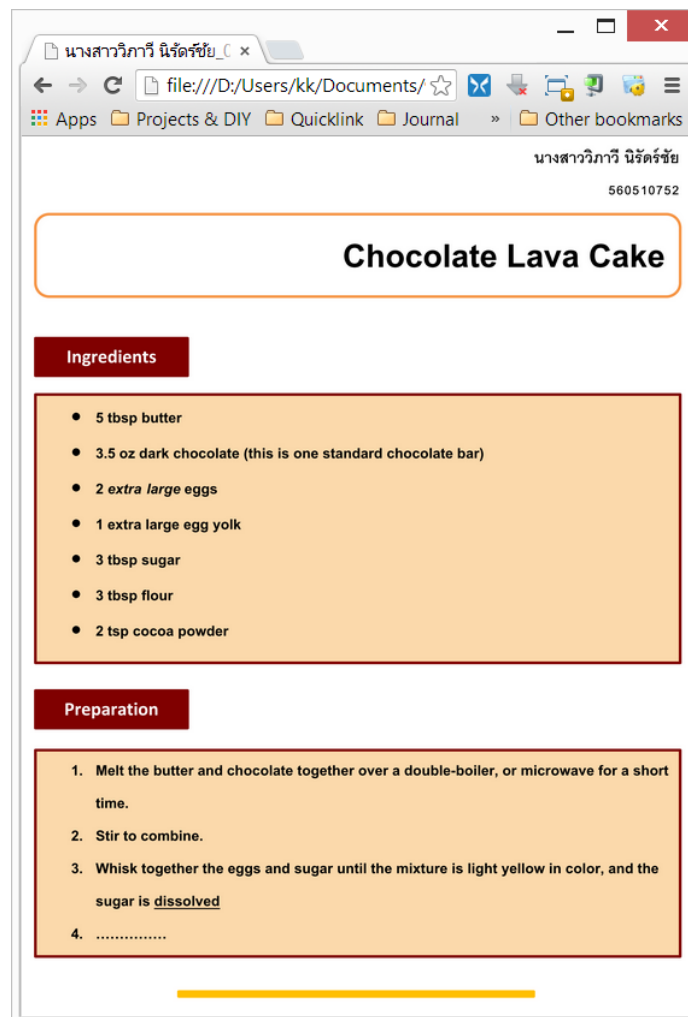 นางสาววิภาวี นิรัดร์ชัย_C
file:///D:/Users/kk/Documents/
Apps Projects & DIY Quicklink Journal » Other bookmarks
นางสาววิภาวี นิรัดร์ชัย
560510752
Chocolate Lava Cake
Ingredients
● 5 tbsp butter
● 3.5 oz dark chocolate (this is one standard chocolate bar)
● 2 extra large eggs
● 1 extra large egg yolk
● 3 tbsp sugar
● 3 tbsp flour
● 2 tsp cocoa powder
Preparation
1. Melt the butter and chocolate together over a double-boiler, or microwave for a short
time.
2. Stir to combine.
3. Whisk together the eggs and sugar until the mixture is light yellow in color, and the
sugar is dissolved
4. ...............